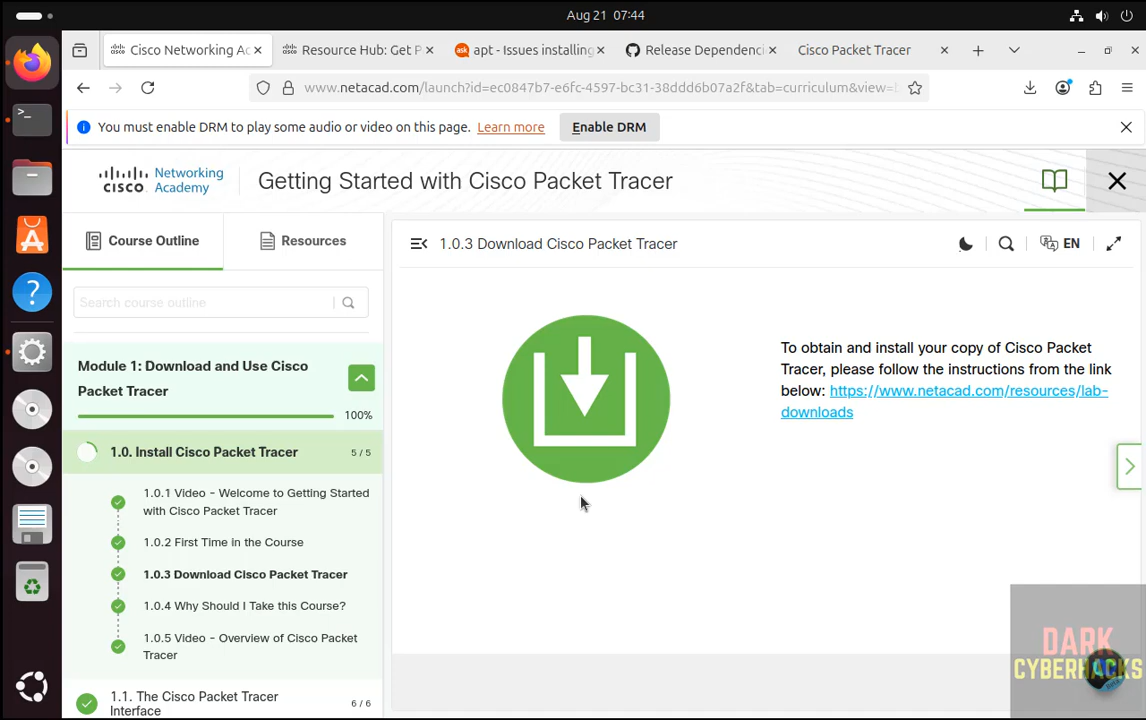 Aug 21 07:44
Cisco Networking Ac
Resource Hub: Get P
ask
apt - Issues installing
Release Dependenci
Cisco Packet Tracer
www.netacad.com/launch?id=ec0847b7-e6fc-4597-bc31-38ddd6b07a2f&tab=curriculum&view=
You must enable DRM to play some audio or video on this page. Learn more Enable DRM
CISCO Networking Academy
Getting Started with Cisco Packet Tracer
Course Outline
Resources
1.0.3 Download Cisco Packet Tracer
EN
Search course outline
Module 1: Download and Use Cisco
Packet Tracer
100%
1.0. Install Cisco Packet Tracer 5 / 5
1.0.1 Video - Welcome to Getting Started
with Cisco Packet Tracer
1.0.2 First Time in the Course
1.0.3 Download Cisco Packet Tracer
1.0.4 Why Should I Take this Course?
1.0.5 Video - Overview of Cisco Packet
Tracer
1.1. The Cisco Packet Tracer
Interface
6 / 6
To obtain and install your copy of Cisco Packet
Tracer, please follow the instructions from the link
below: https://www.netacad.com/resources/lab-
downloads
DARK
CYBERHACKS